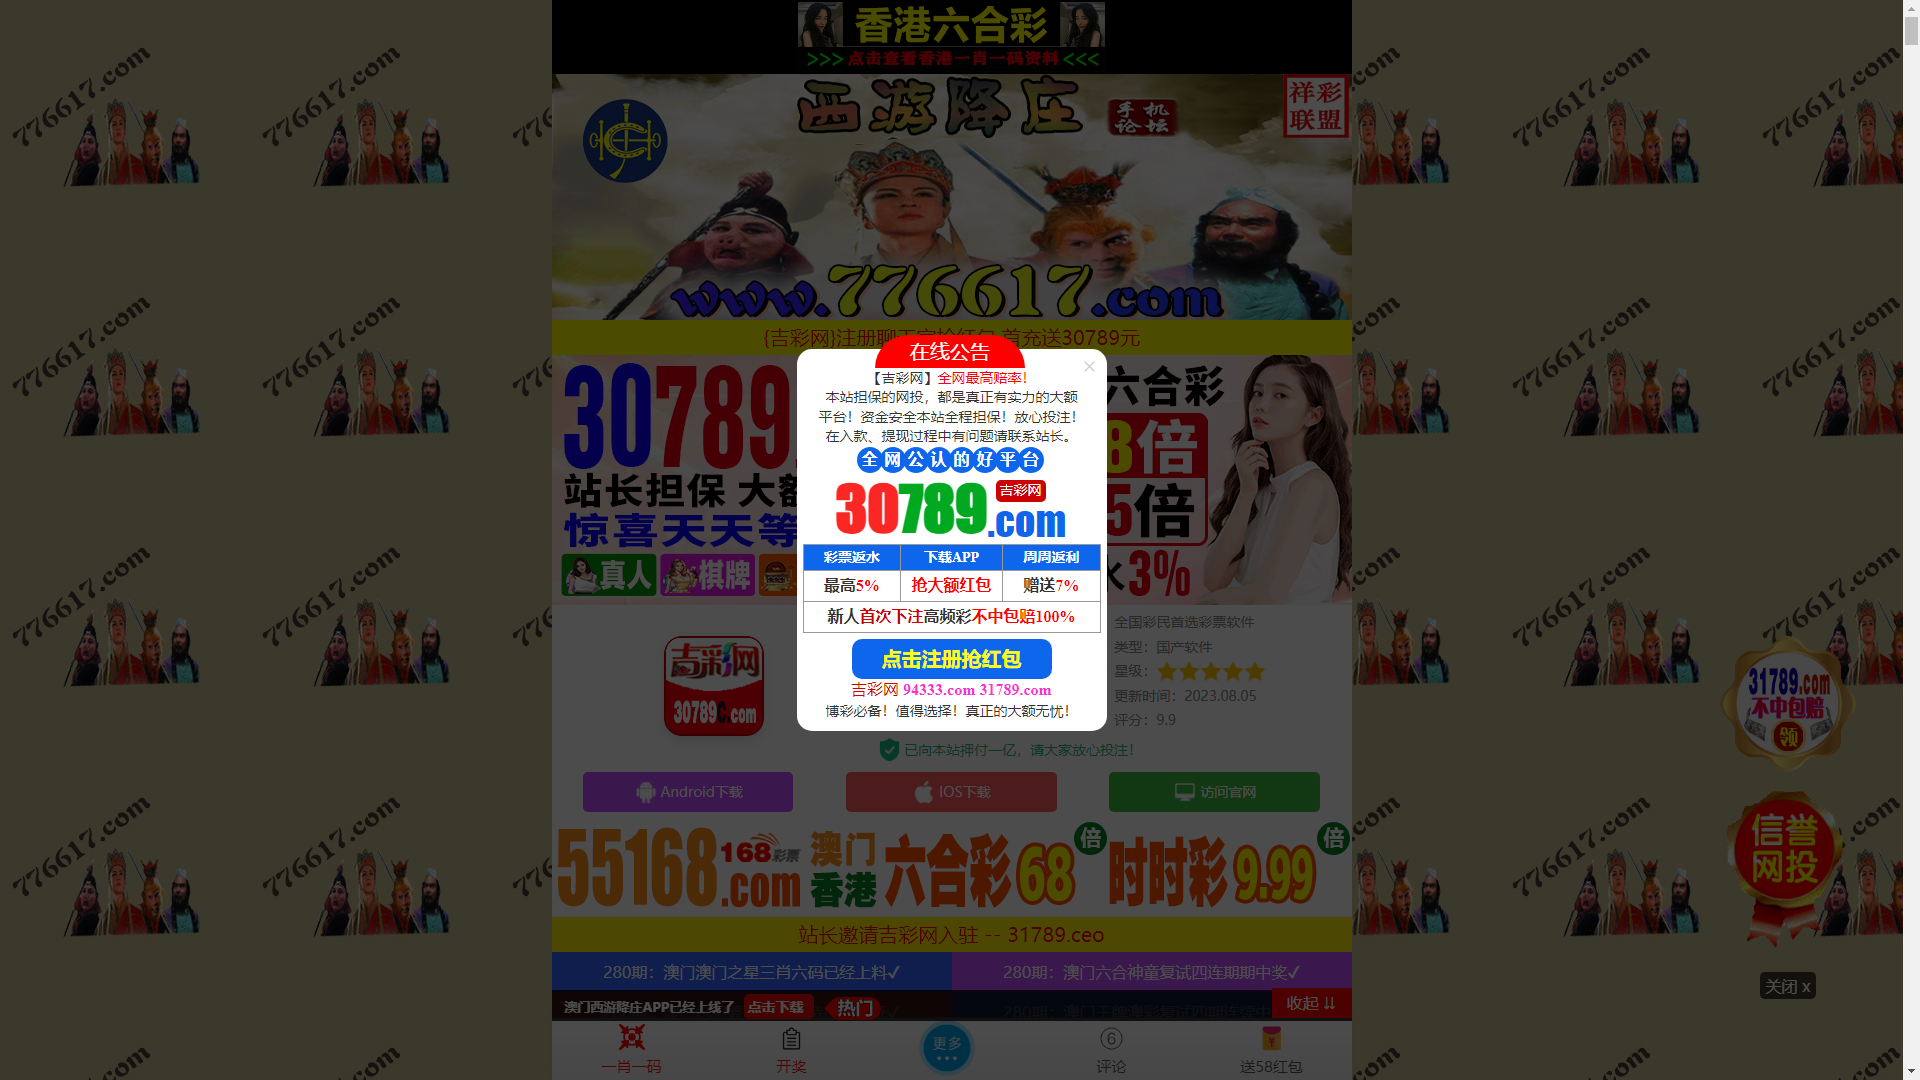 香港六合彩
>>> 点击查看香港一肖一码资料 <<<
西游降庄
手机论坛
祥彩联盟
www.776617.com
776617.com
在线公告
×
【吉彩网】全网最高赔率！
本站担保的网投，都是真正有实力的大额
平台！资金安全本站全程担保！放心投注！
在入款、提现过程中有问题请联系站长。
全网公认的好平台
30789.com 吉彩网
彩票返水 下载APP 周周返利
最高5% 抢大额红包 赠送7%
新人首次下注高频彩不中包赔100%
点击注册抢红包
吉彩网 94333.com 31789.com
博彩必备！值得选择！真正的大额无忧！
首充送30789元
30789
六合彩
站长担保 大额
惊喜天天等
真人 棋牌
8倍
5倍
3%
吉彩网
30789.com
全国彩民首选彩票软件
类型：国产软件
星级：
更新时间：2023.08.05
评分：9.9
已向本站押付一亿，请大家放心投注！
Android下载 IOS下载 访问官网
55168.com 168彩票 澳门 香港 六合彩 68 倍 时时彩 9.99 倍
站长邀请吉彩网入驻 -- 31789.ceo
280期：澳门澳门之星三肖六码已经上料✓ 280期：澳门六合神童复试四连期期中奖✓
澳门西游降庄APP已经上线了 点击下载 热门 收起
一肖一码 开奖 更多 评论 送58红包
31789.com
不中包赔
领
信誉
网投
关闭 x